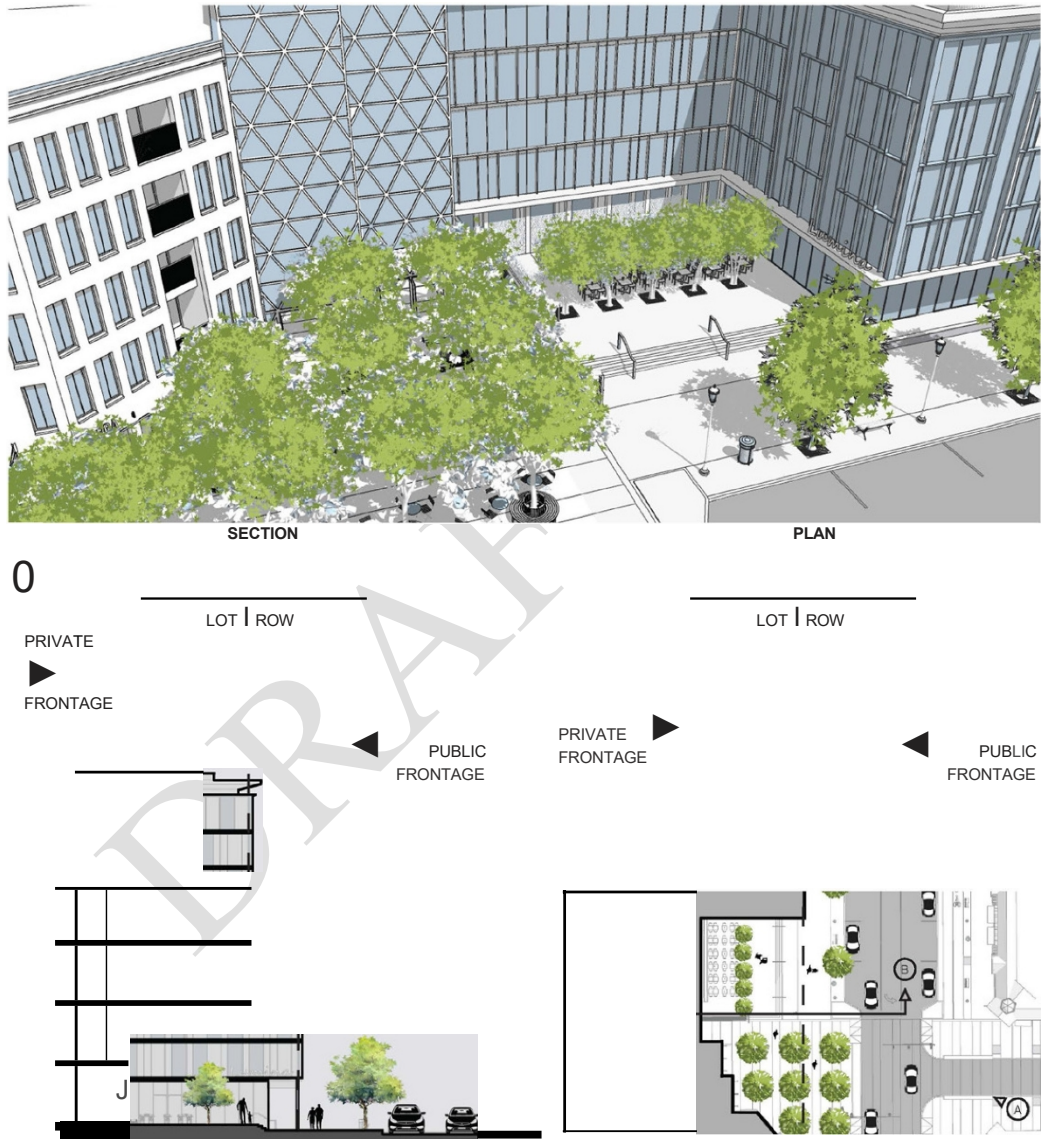 SECTION
PLAN
0
LOT | ROW
LOT | ROW
PRIVATE
FRONTAGE
PUBLIC
FRONTAGE
PRIVATE
FRONTAGE
PUBLIC
FRONTAGE
DRAFT
J
B
A